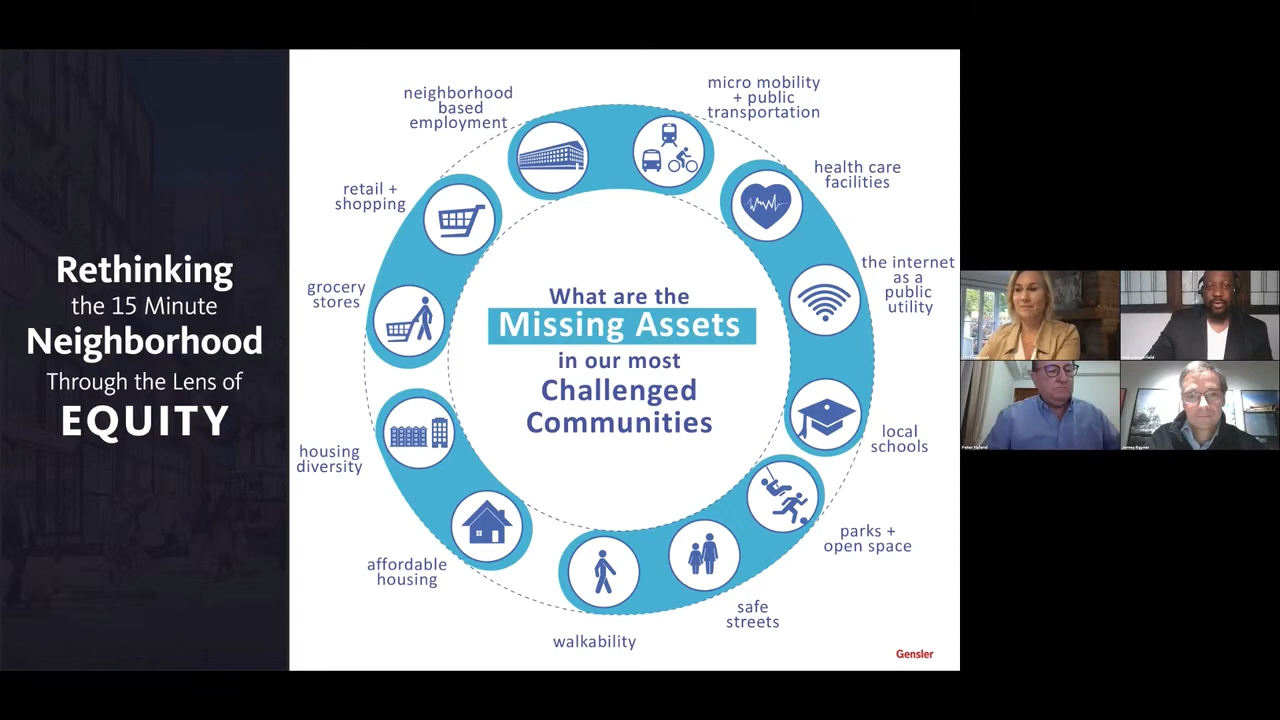 Rethinking
the 15 Minute
Neighborhood
Through the Lens of
EQUITY
What are the
Missing Assets
in our most
Challenged
Communities
micro mobility
+ public
transportation
health care
facilities
the internet
as a
public
utility
local
schools
parks +
open space
safe
streets
walkability
affordable
housing
housing
diversity
grocery
stores
retail +
shopping
neighborhood
based
employment
Gensler
Peter Hyland